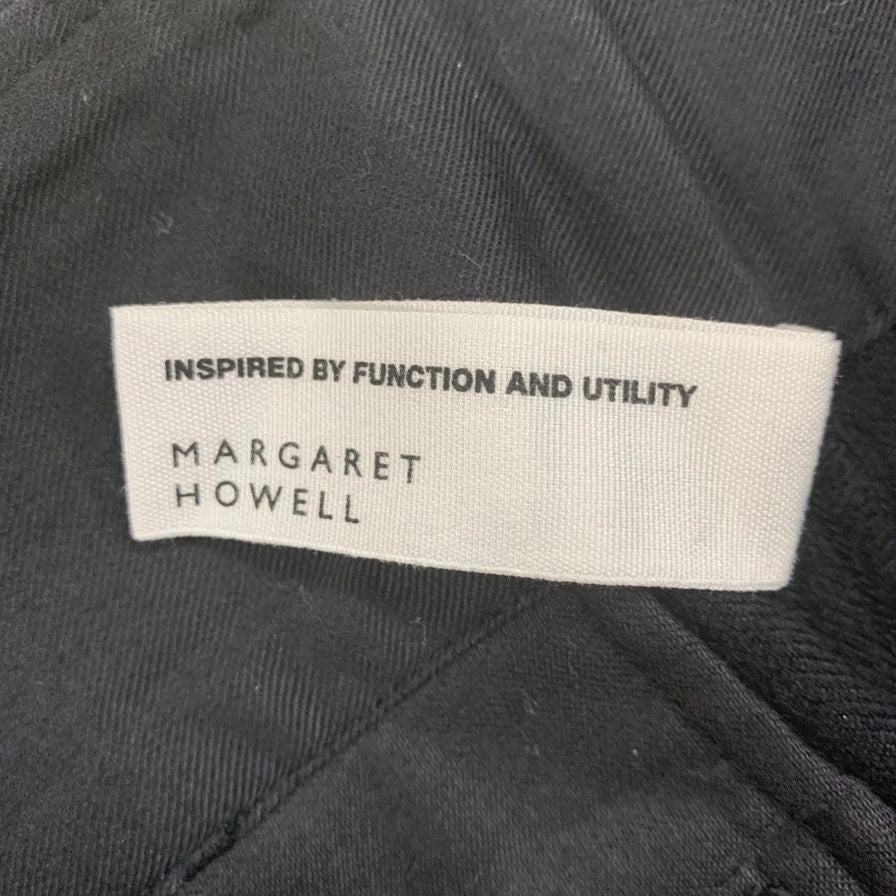 INSPIRED BY FUNCTION AND UTILITY
MARGARET
HOWELL